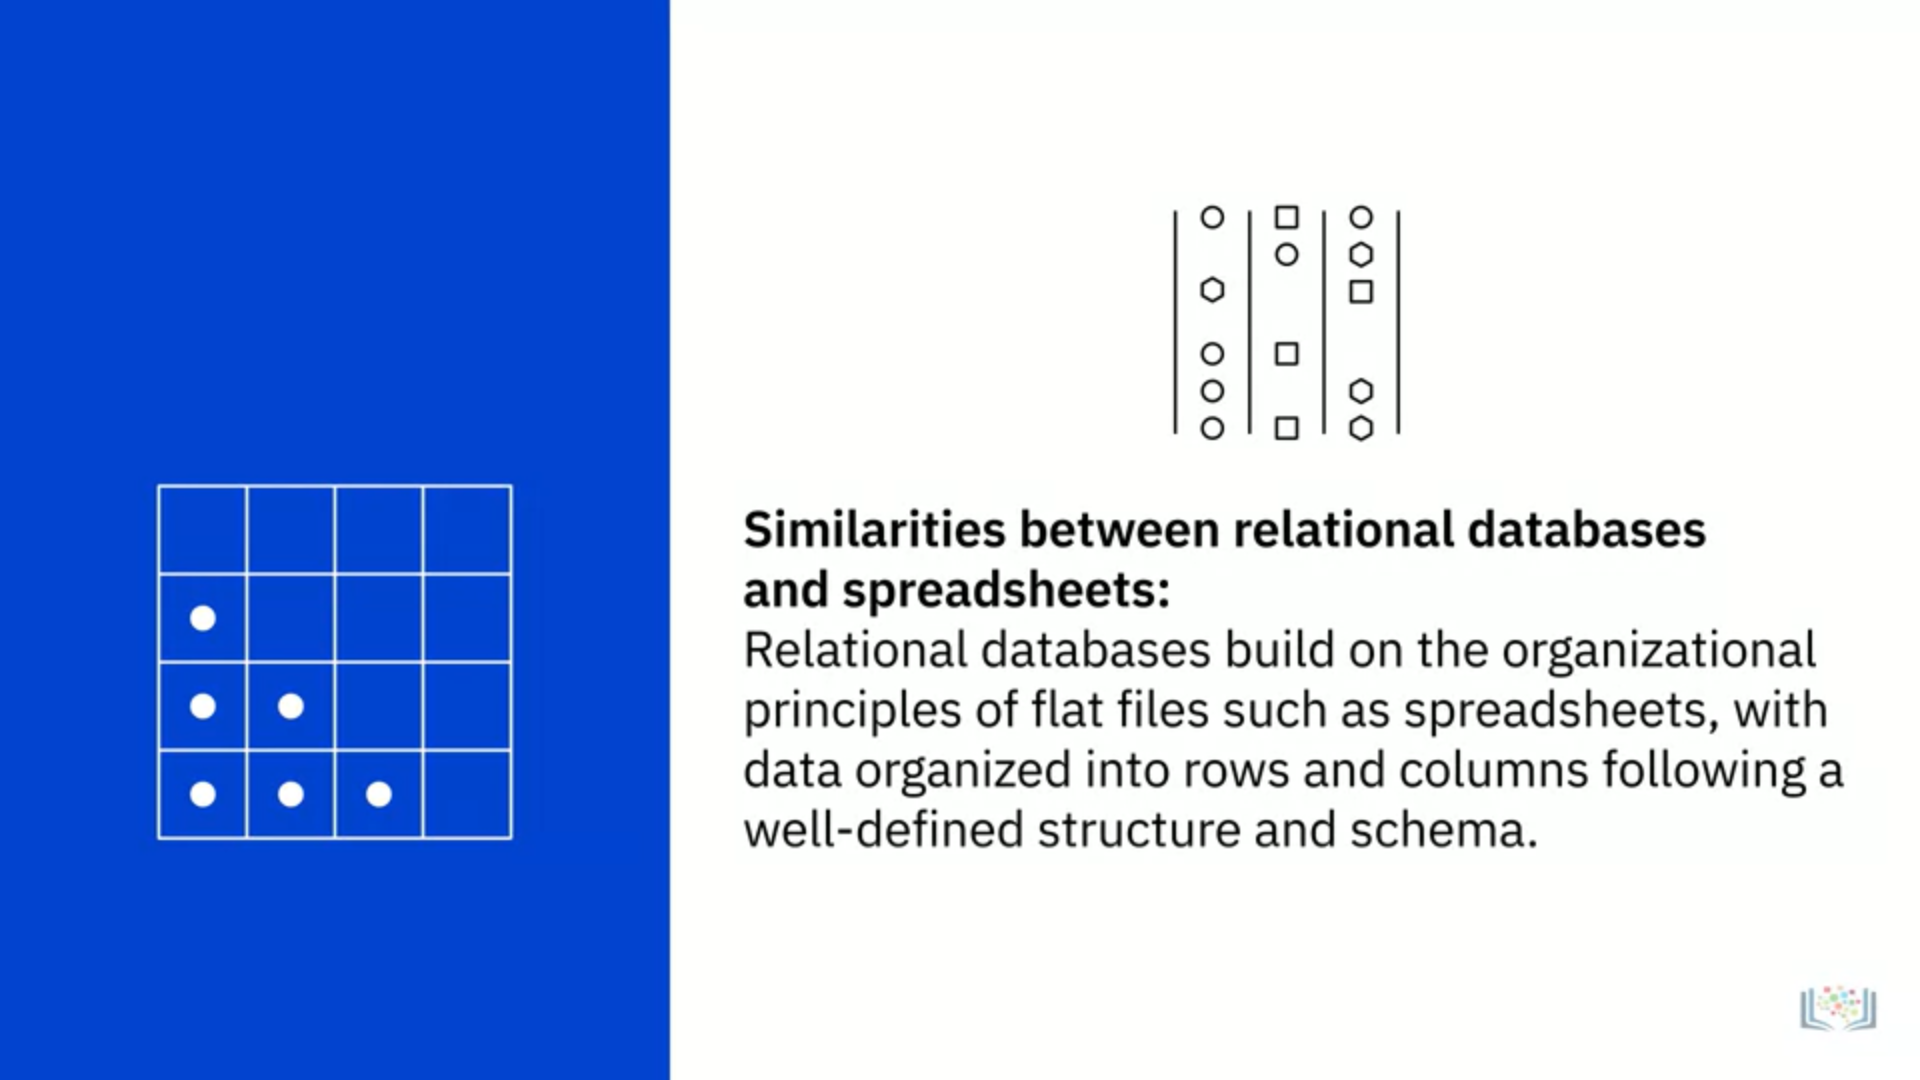 Similarities between relational databases
and spreadsheets:
Relational databases build on the organizational
principles of flat files such as spreadsheets, with
data organized into rows and columns following a
well-defined structure and schema.